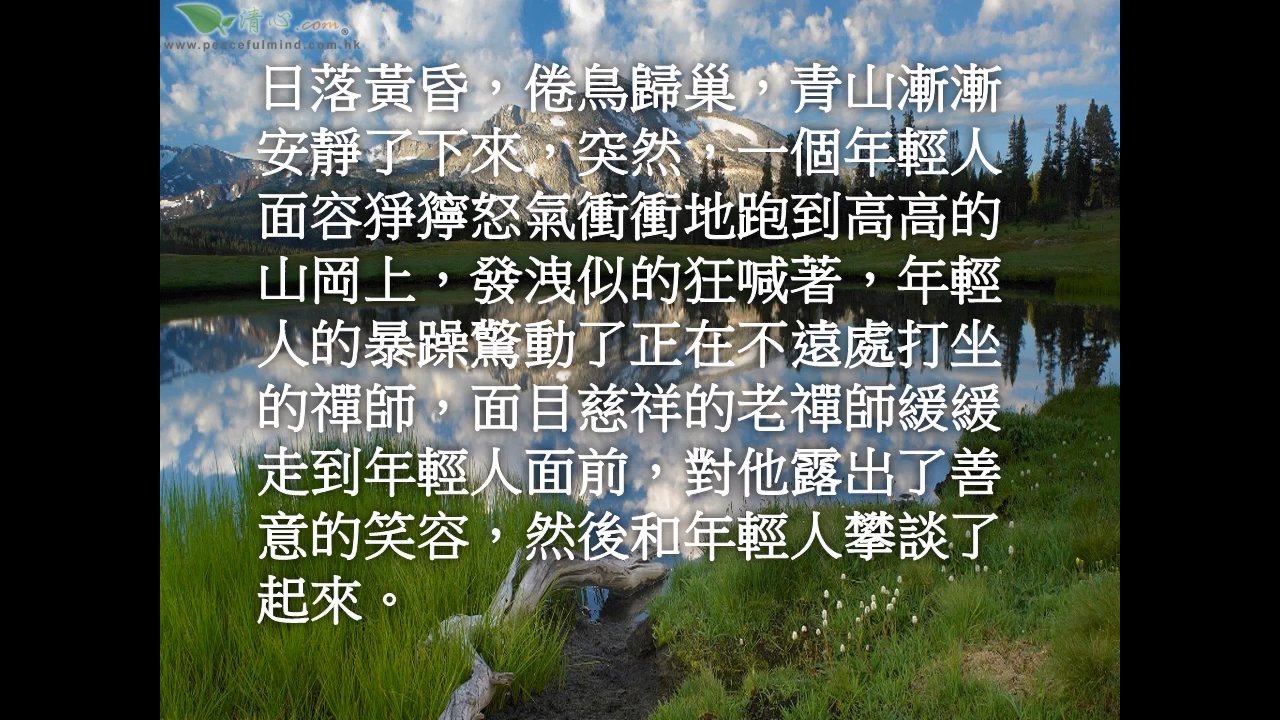 清心.com®
www.peacefulmind.com.hk
日落黃昏，倦鳥歸巢，青山漸漸
安靜了下來，突然，一個年輕人
面容猙獰怒氣衝衝地跑到高高的
山岡上，發洩似的狂喊著，年輕
人的暴躁驚動了正在不遠處打坐
的禪師，面目慈祥的老禪師緩緩
走到年輕人面前，對他露出了善
意的笑容，然後和年輕人攀談了
起來。